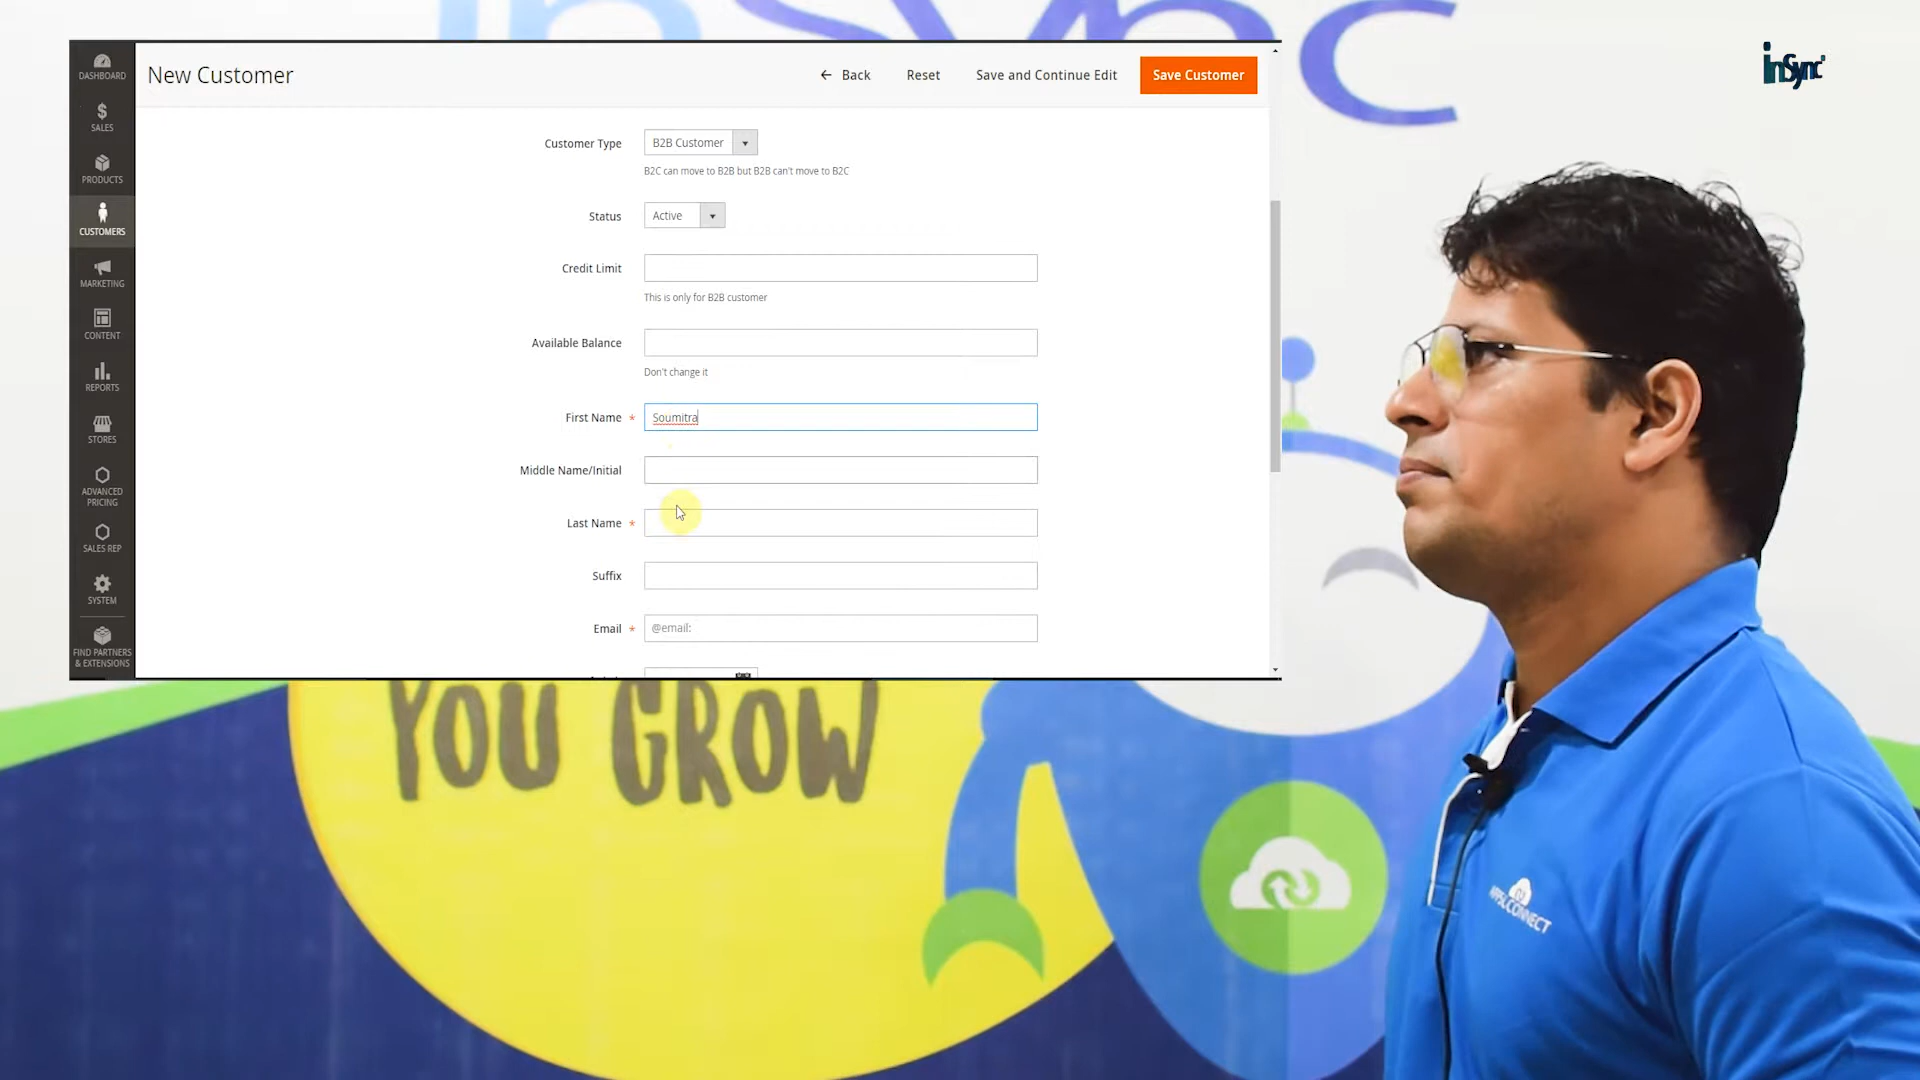 inSync
inSync
New Customer
Back
Reset
Save and Continue Edit
Save Customer
DASHBOARD
SALES
PRODUCTS
CUSTOMERS
MARKETING
CONTENT
REPORTS
STORES
ADVANCED
PRICING
SALES REP
SYSTEM
FIND PARTNERS
& EXTENSIONS
Customer Type
B2B Customer
B2C can move to B2B but B2B can't move to B2C
Status
Active
Credit Limit
This is only for B2B customer
Available Balance
Don't change it
First Name *
Soumitra
Middle Name/Initial
Last Name *
Suffix
Email *
@email:
YOU GROW
APPSECONNECT